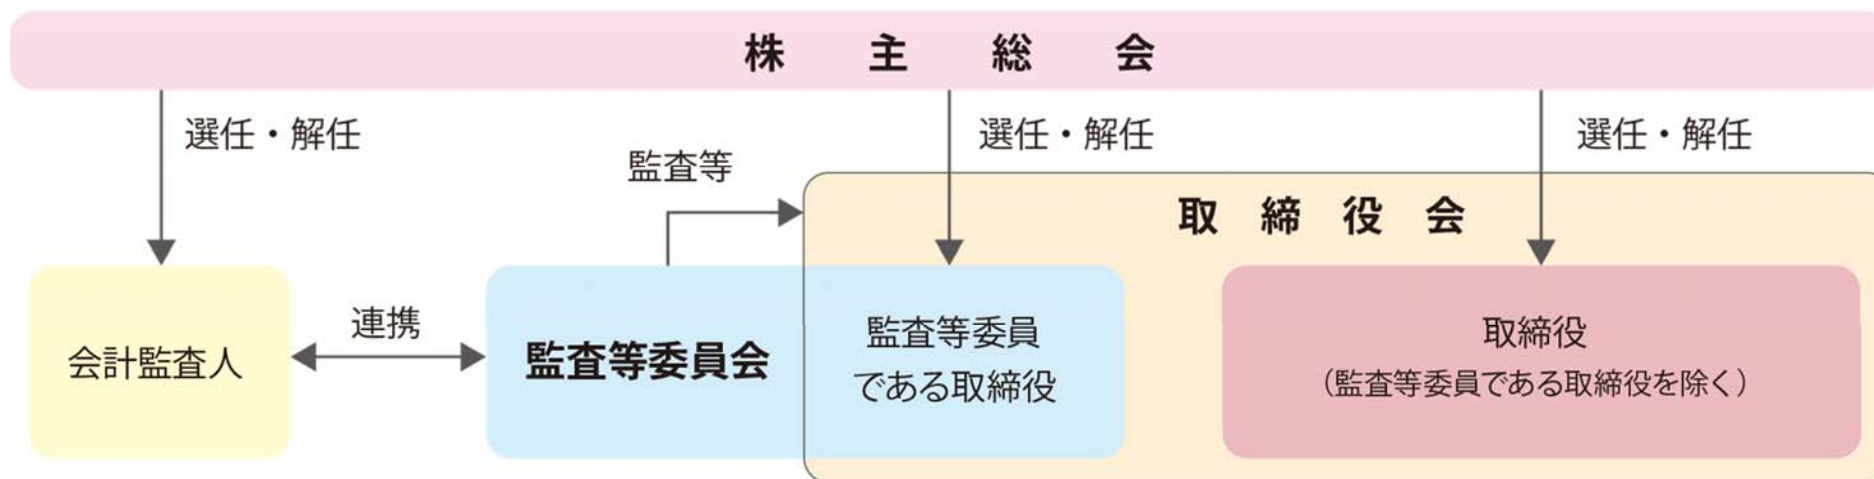 株主総会
選任・解任
選任・解任
選任・解任
監査等
取締役会
会計監査人
連携
監査等委員会
監査等委員
である取締役
取締役
（監査等委員である取締役を除く）